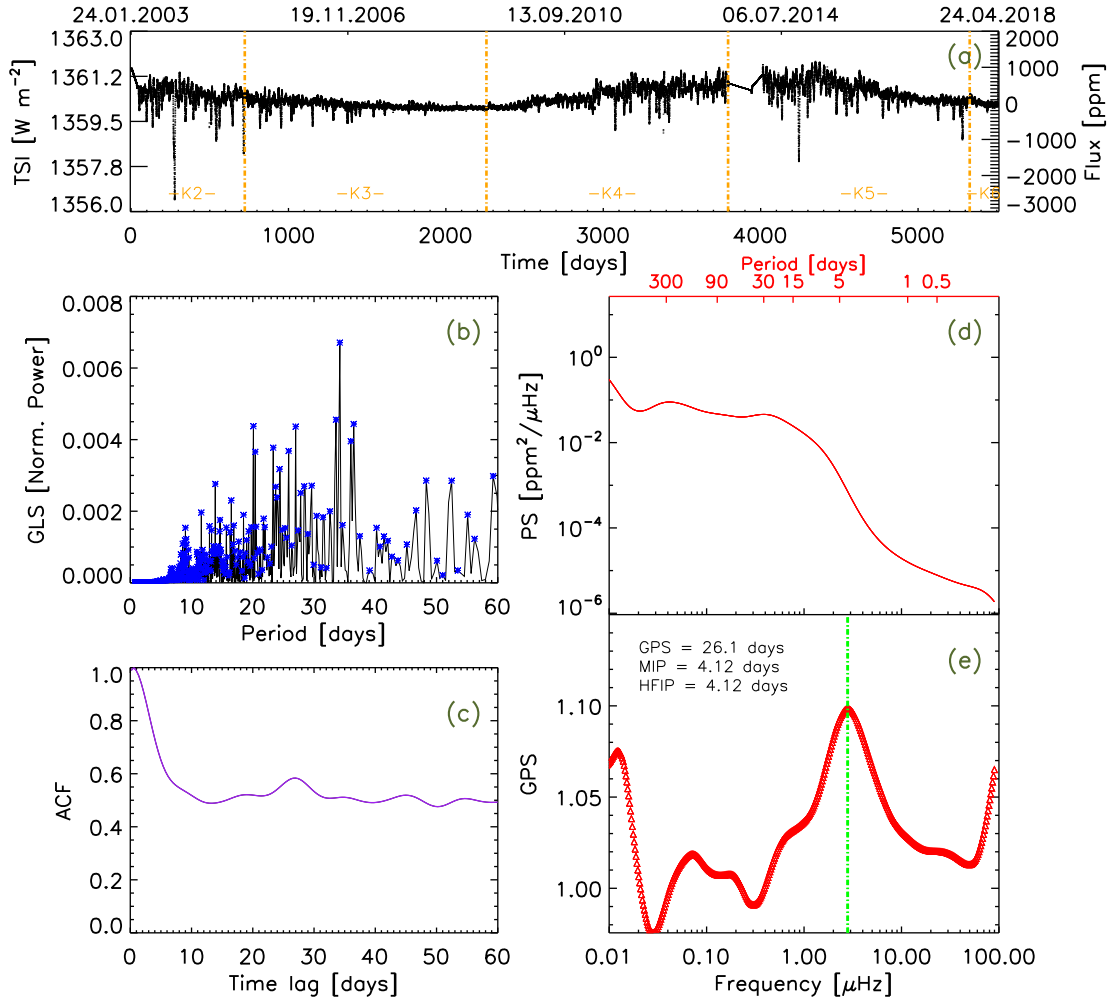 24.01.2003 19.11.2006 13.09.2010 06.07.2014 24.04.2018
1363.0 1361.2 1359.5 1357.8 1356.0
TSI [W m⁻²]
(a)
2000 1000 0 -1000 -2000 -3000
Flux [ppm]
-K2- -K3- -K4- -K5-
0 1000 2000 3000 4000 5000
Time [days]
Period [days]
300 90 30 15 5 1 0.5
0.008 0.006 0.004 0.002 0.000
GLS [Norm. Power]
(b)
0 10 20 30 40 50 60
Period [days]
(d)
10⁰ 10⁻² 10⁻⁴ 10⁻⁶
PS [ppm²/μHz]
1.0 0.8 0.6 0.4 0.2 0.0
ACF
(c)
0 10 20 30 40 50 60
Time lag [days]
GPS = 26.1 days
MIP = 4.12 days
HFIP = 4.12 days
(e)
1.10 1.05 1.00
GPS
0.01 0.10 1.00 10.00 100.00
Frequency [μHz]